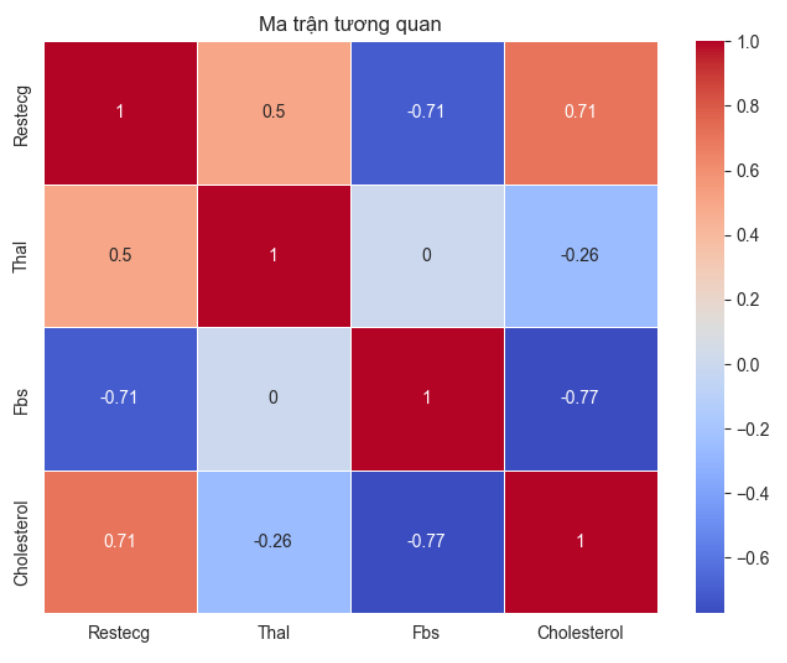 Ma trận tương quan
Restecg
1
0.5
-0.71
0.71
Thal
0.5
1
0
-0.26
Fbs
-0.71
0
1
-0.77
Cholesterol
0.71
-0.26
-0.77
1
Restecg
Thal
Fbs
Cholesterol
1.0
0.8
0.6
0.4
0.2
0.0
−0.2
−0.4
−0.6